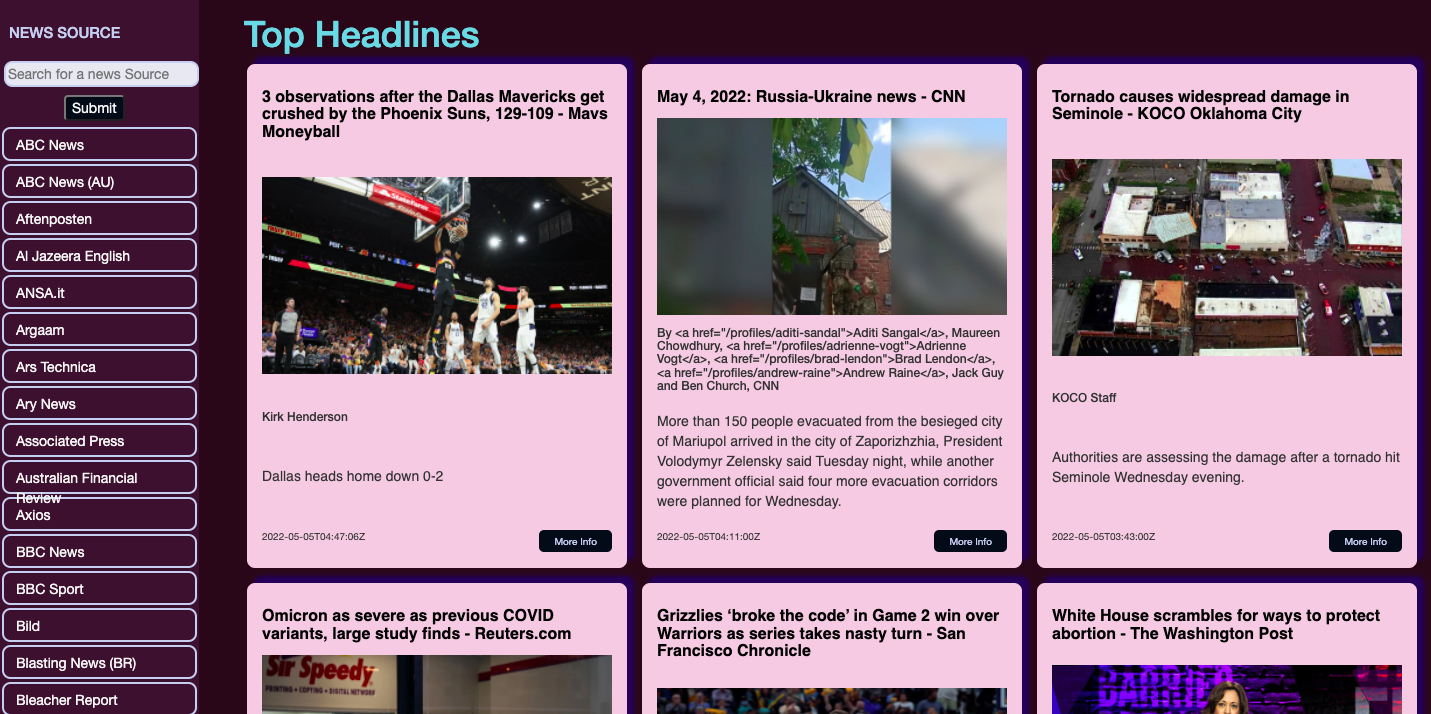 NEWS SOURCE
Search for a news Source
Submit
ABC News
ABC News (AU)
Aftenposten
Al Jazeera English
ANSA.it
Argaam
Ars Technica
Ary News
Associated Press
Australian Financial
Review
Axios
BBC News
BBC Sport
Bild
Blasting News (BR)
Bleacher Report
Top Headlines
3 observations after the Dallas Mavericks get
crushed by the Phoenix Suns, 129-109 - Mavs
Moneyball
StateFarm
Kirk Henderson
Dallas heads home down 0-2
2022-05-05T04:47:06Z
More Info
May 4, 2022: Russia-Ukraine news - CNN
By <a href="/profiles/aditi-sandal">Aditi Sangal</a>, Maureen
Chowdhury, <a href="/profiles/adrienne-vogt">Adrienne
Vogt</a>, <a href="/profiles/brad-lendon">Brad Lendon</a>,
<a href="/profiles/andrew-raine">Andrew Raine</a>, Jack Guy
and Ben Church, CNN
More than 150 people evacuated from the besieged city
of Mariupol arrived in the city of Zaporizhzhia, President
Volodymyr Zelensky said Tuesday night, while another
government official said four more evacuation corridors
were planned for Wednesday.
2022-05-05T04:11:00Z
More Info
Tornado causes widespread damage in
Seminole - KOCO Oklahoma City
KOCO Staff
Authorities are assessing the damage after a tornado hit
Seminole Wednesday evening.
2022-05-05T03:43:00Z
More Info
Omicron as severe as previous COVID
variants, large study finds - Reuters.com
Sir Speedy
PRINTING • COPYING • DIGITAL NETWORK
Grizzlies ‘broke the code’ in Game 2 win over
Warriors as series takes nasty turn - San
Francisco Chronicle
White House scrambles for ways to protect
abortion - The Washington Post
BARRIER